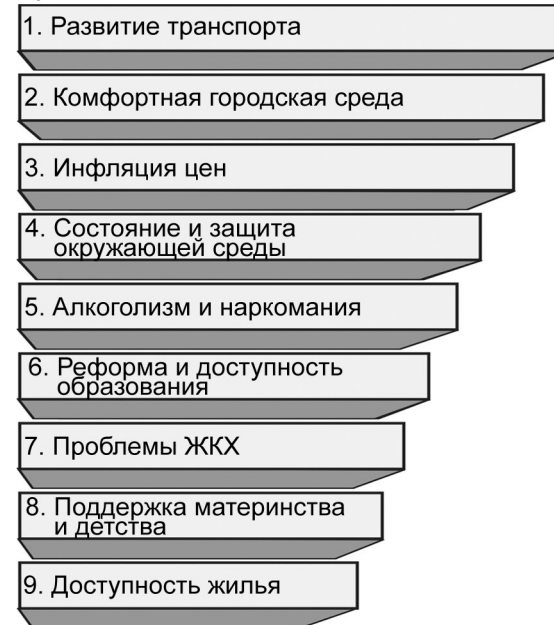 1. Развитие транспорта
2. Комфортная городская среда
3. Инфляция цен
4. Состояние и защита
окружающей среды
5. Алкоголизм и наркомания
6. Реформа и доступность
образования
7. Проблемы ЖКХ
8. Поддержка материнства
и детства
9. Доступность жилья